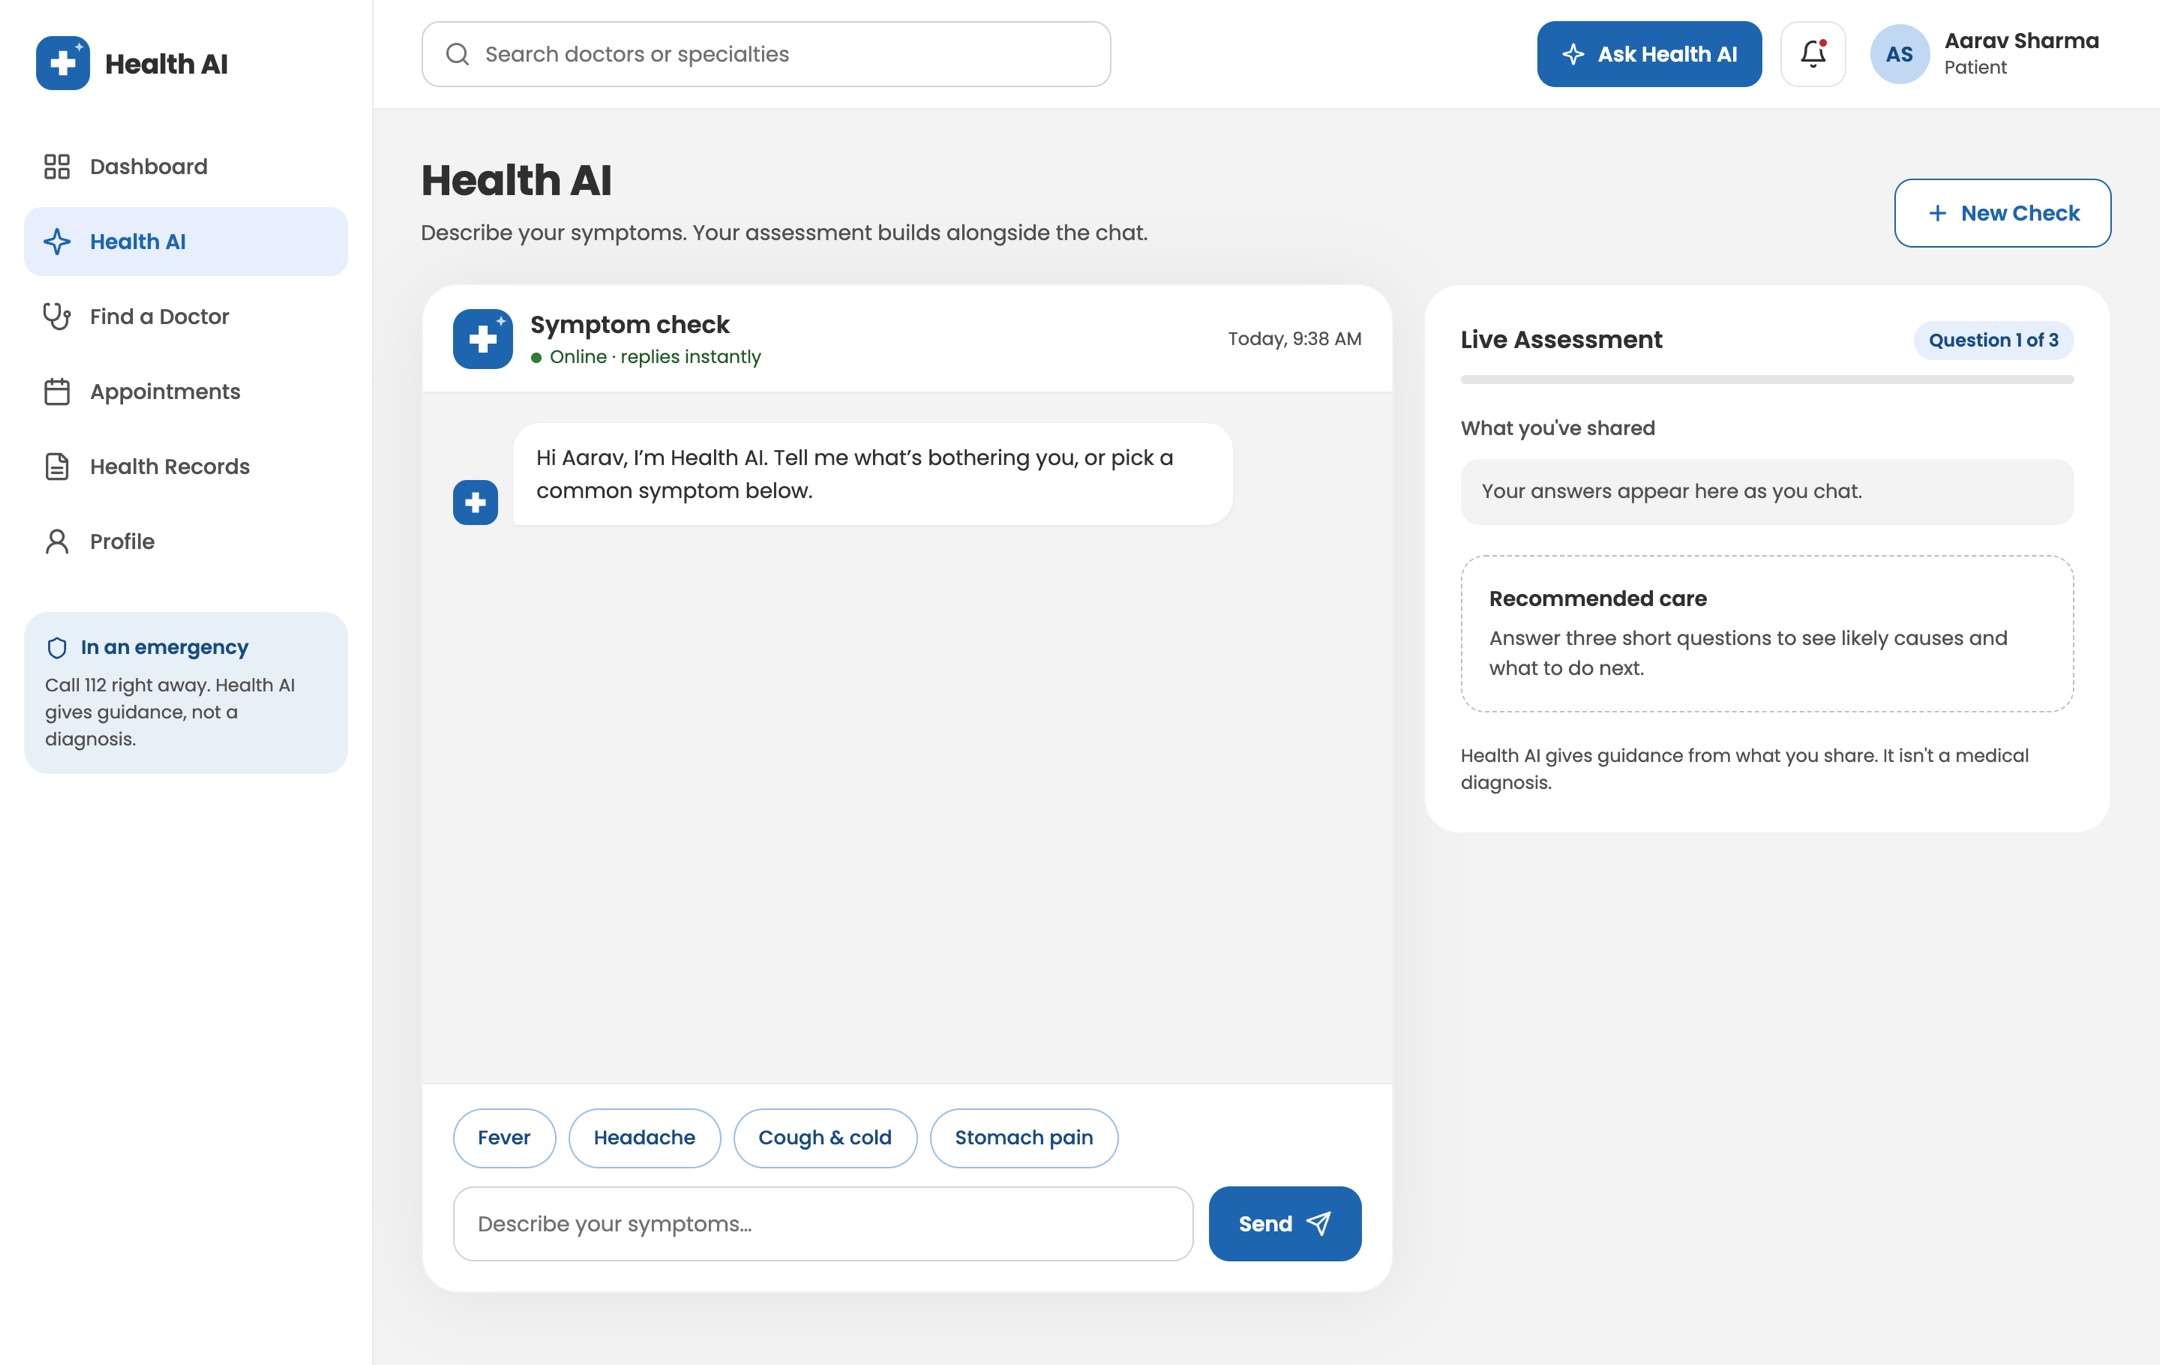 Health AI
Search doctors or specialties
Ask Health AI
AS
Aarav Sharma
Patient
Dashboard
Health AI
Find a Doctor
Appointments
Health Records
Profile
In an emergency
Call 112 right away. Health AI
gives guidance, not a
diagnosis.
Health AI
Describe your symptoms. Your assessment builds alongside the chat.
New Check
Symptom check
Online · replies instantly
Today, 9:38 AM
Hi Aarav, I’m Health AI. Tell me what’s bothering you, or pick a
common symptom below.
Fever
Headache
Cough & cold
Stomach pain
Describe your symptoms...
Send
Live Assessment
Question 1 of 3
What you've shared
Your answers appear here as you chat.
Recommended care
Answer three short questions to see likely causes and
what to do next.
Health AI gives guidance from what you share. It isn't a medical
diagnosis.